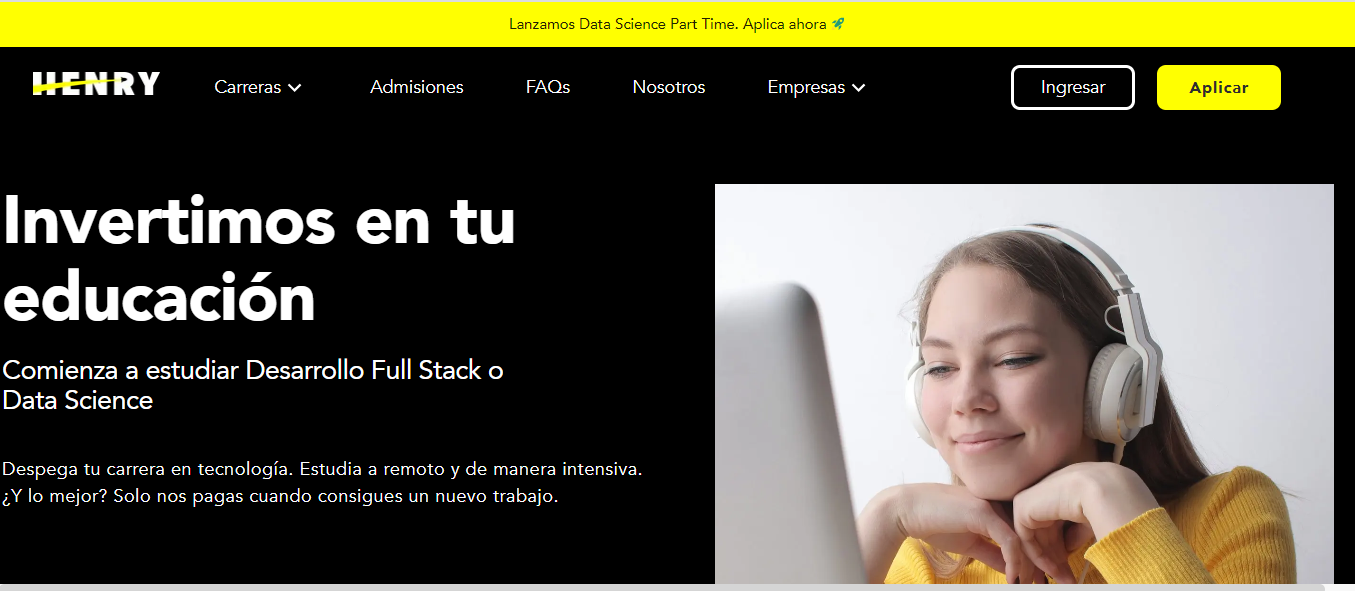 Lanzamos Data Science Part Time. Aplica ahora 🚀
HENRY
Carreras
Admisiones
FAQs
Nosotros
Empresas
Ingresar
Aplicar
Invertimos en tu
educación
Comienza a estudiar Desarrollo Full Stack o
Data Science
Despega tu carrera en tecnología. Estudia a remoto y de manera intensiva.
¿Y lo mejor? Solo nos pagas cuando consigues un nuevo trabajo.